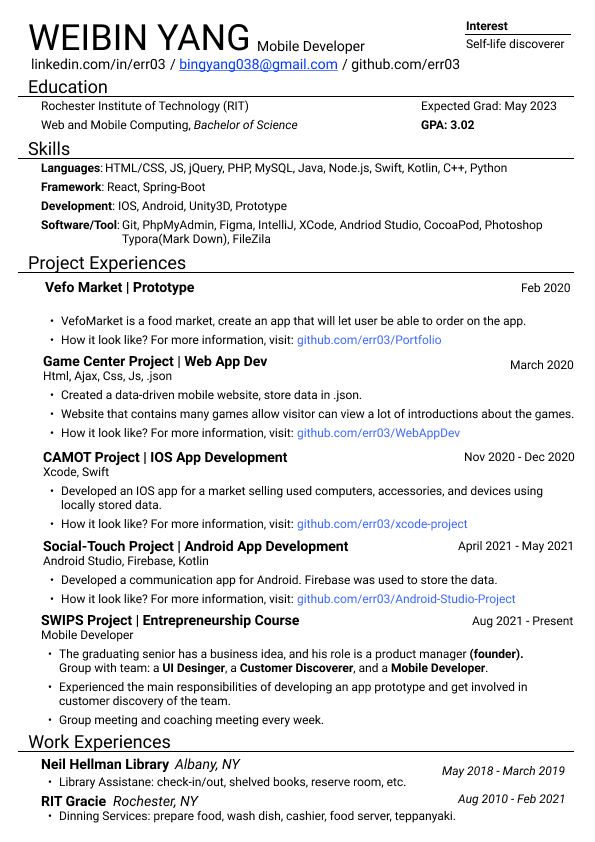 WEIBIN YANG Mobile Developer
Interest
Self-life discoverer
linkedin.com/in/err03 / bingyang038@gmail.com / github.com/err03
Education
Rochester Institute of Technology (RIT) Expected Grad: May 2023
Web and Mobile Computing, Bachelor of Science GPA: 3.02
Skills
Languages: HTML/CSS, JS, jQuery, PHP, MySQL, Java, Node.js, Swift, Kotlin, C++, Python
Framework: React, Spring-Boot
Development: IOS, Android, Unity3D, Prototype
Software/Tool: Git, PhpMyAdmin, Figma, IntelliJ, XCode, Andriod Studio, CocoaPod, Photoshop
Typora(Mark Down), FileZila
Project Experiences
Vefo Market | Prototype Feb 2020
• VefoMarket is a food market, create an app that will let user be able to order on the app.
• How it look like? For more information, visit: github.com/err03/Portfolio
Game Center Project | Web App Dev March 2020
Html, Ajax, Css, Js, .json
• Created a data-driven mobile website, store data in .json.
• Website that contains many games allow visitor can view a lot of introductions about the games.
• How it look like? For more information, visit: github.com/err03/WebAppDev
CAMOT Project | IOS App Development Nov 2020 - Dec 2020
Xcode, Swift
• Developed an IOS app for a market selling used computers, accessories, and devices using
locally stored data.
• How it look like? For more information, visit: github.com/err03/xcode-project
Social-Touch Project | Android App Development April 2021 - May 2021
Android Studio, Firebase, Kotlin
• Developed a communication app for Android. Firebase was used to store the data.
• How it look like? For more information, visit: github.com/err03/Android-Studio-Project
SWIPS Project | Entrepreneurship Course Aug 2021 - Present
Mobile Developer
• The graduating senior has a business idea, and his role is a product manager (founder).
Group with team: a UI Desinger, a Customer Discoverer, and a Mobile Developer.
• Experienced the main responsibilities of developing an app prototype and get involved in
customer discovery of the team.
• Group meeting and coaching meeting every week.
Work Experiences
Neil Hellman Library Albany, NY May 2018 - March 2019
• Library Assistane: check-in/out, shelved books, reserve room, etc.
RIT Gracie Rochester, NY Aug 2010 - Feb 2021
• Dinning Services: prepare food, wash dish, cashier, food server, teppanyaki.